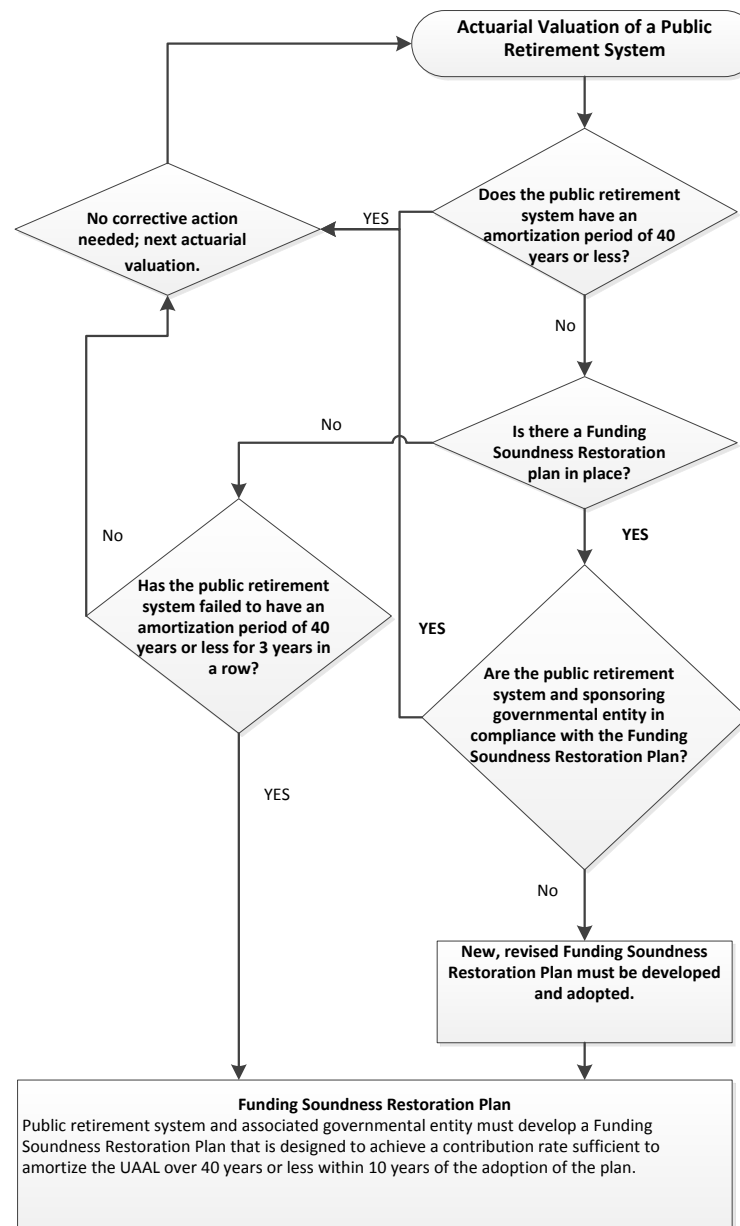 Actuarial Valuation of a Public
Retirement System
Does the public retirement
system have an
amortization period of 40
years or less?
YES
No corrective action
needed; next actuarial
valuation.
No
Is there a Funding
Soundness Restoration
plan in place?
No
YES
Has the public retirement
system failed to have an
amortization period of 40
years or less for 3 years in
a row?
No
YES
Are the public retirement
system and sponsoring
governmental entity in
compliance with the Funding
Soundness Restoration Plan?
YES
No
New, revised Funding Soundness
Restoration Plan must be developed
and adopted.
Funding Soundness Restoration Plan
Public retirement system and associated governmental entity must develop a Funding
Soundness Restoration Plan that is designed to achieve a contribution rate sufficient to
amortize the UAAL over 40 years or less within 10 years of the adoption of the plan.